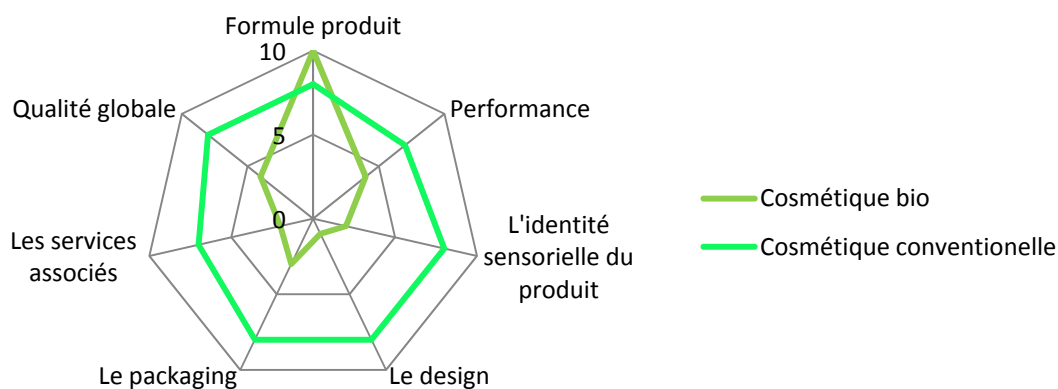 Formule produit
10
Qualité globale
Performance
5
Cosmétique bio
0
L'identité
sensorielle du
produit
Les services
associés
Cosmétique conventionelle
Le packaging
Le design